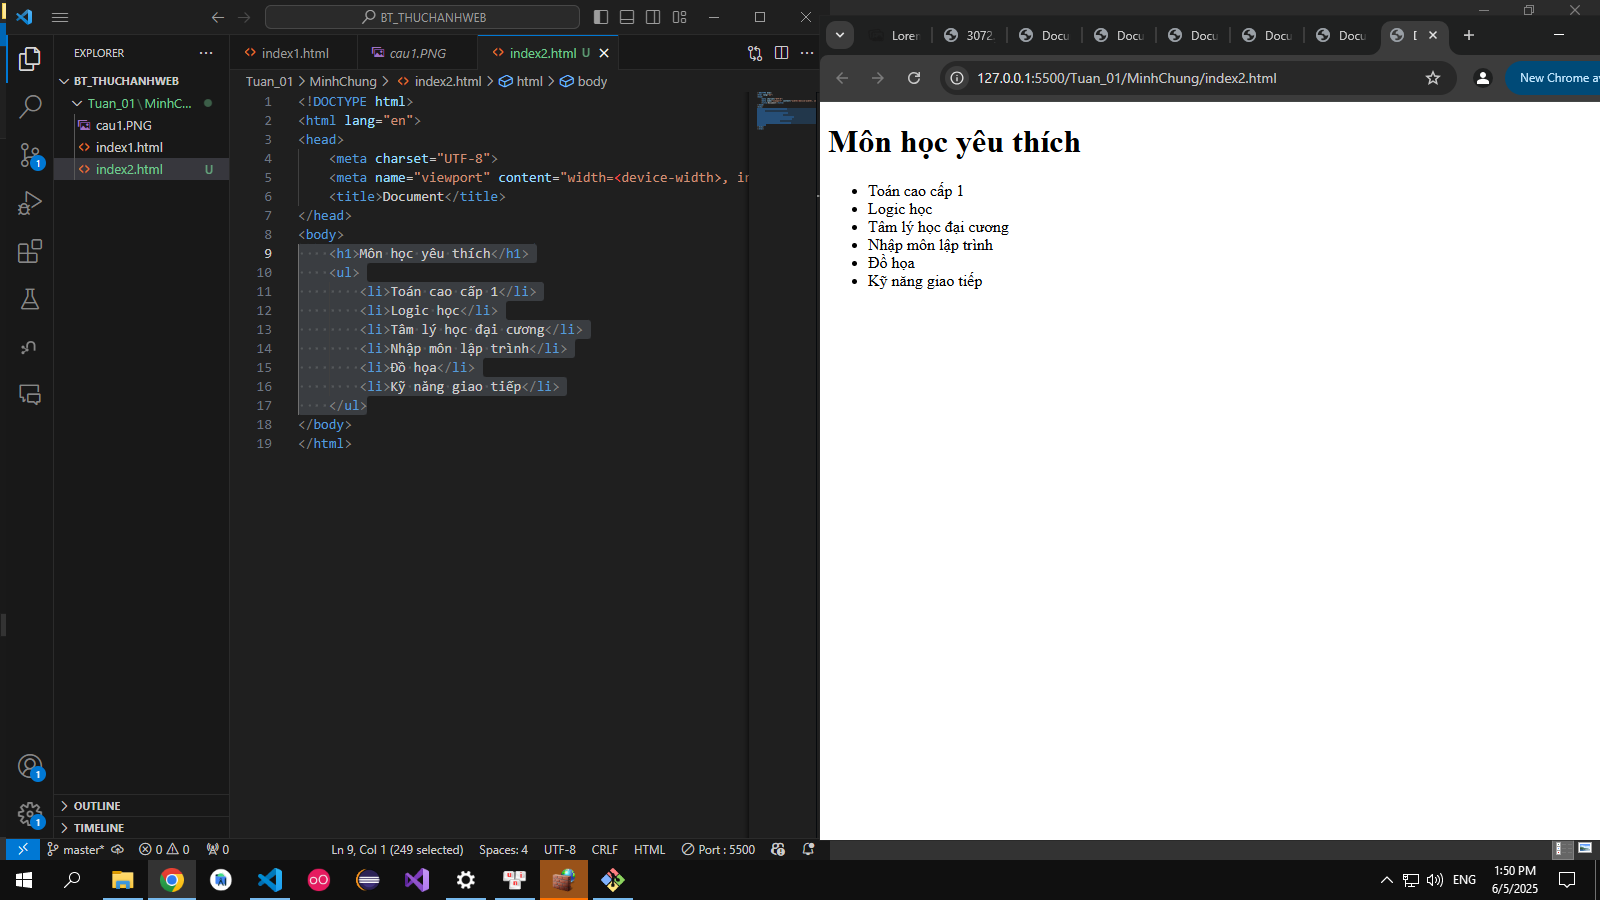 BT_THUCHANHWEB
EXPLORER
BT_THUCHANHWEB
Tuan_01\MinhC...
cau1.PNG
index1.html
index2.html U
OUTLINE
TIMELINE
index1.html
cau1.PNG
index2.html U
Tuan_01 > MinhChung > index2.html > html > body
1 <!DOCTYPE html>
2 <html lang="en">
3 <head>
4 <meta charset="UTF-8">
5 <meta name="viewport" content="width=<device-width>, in
6 <title>Document</title>
7 </head>
8 <body>
9 <h1>Môn học yêu thích</h1>
10 <ul>
11 <li>Toán cao cấp 1</li>
12 <li>Logic học</li>
13 <li>Tâm lý học đại cương</li>
14 <li>Nhập môn lập trình</li>
15 <li>Đồ họa</li>
16 <li>Kỹ năng giao tiếp</li>
17 </ul>
18 </body>
19 </html>
master* 0 0 0 Ln 9, Col 1 (249 selected) Spaces: 4 UTF-8 CRLF HTML Port : 5500
Loren 3072. Docu Docu Docu Docu Docu
127.0.0.1:5500/Tuan_01/MinhChung/index2.html
New Chrome av
Môn học yêu thích
• Toán cao cấp 1
• Logic học
• Tâm lý học đại cương
• Nhập môn lập trình
• Đồ họa
• Kỹ năng giao tiếp
ENG
1:50 PM
6/5/2025